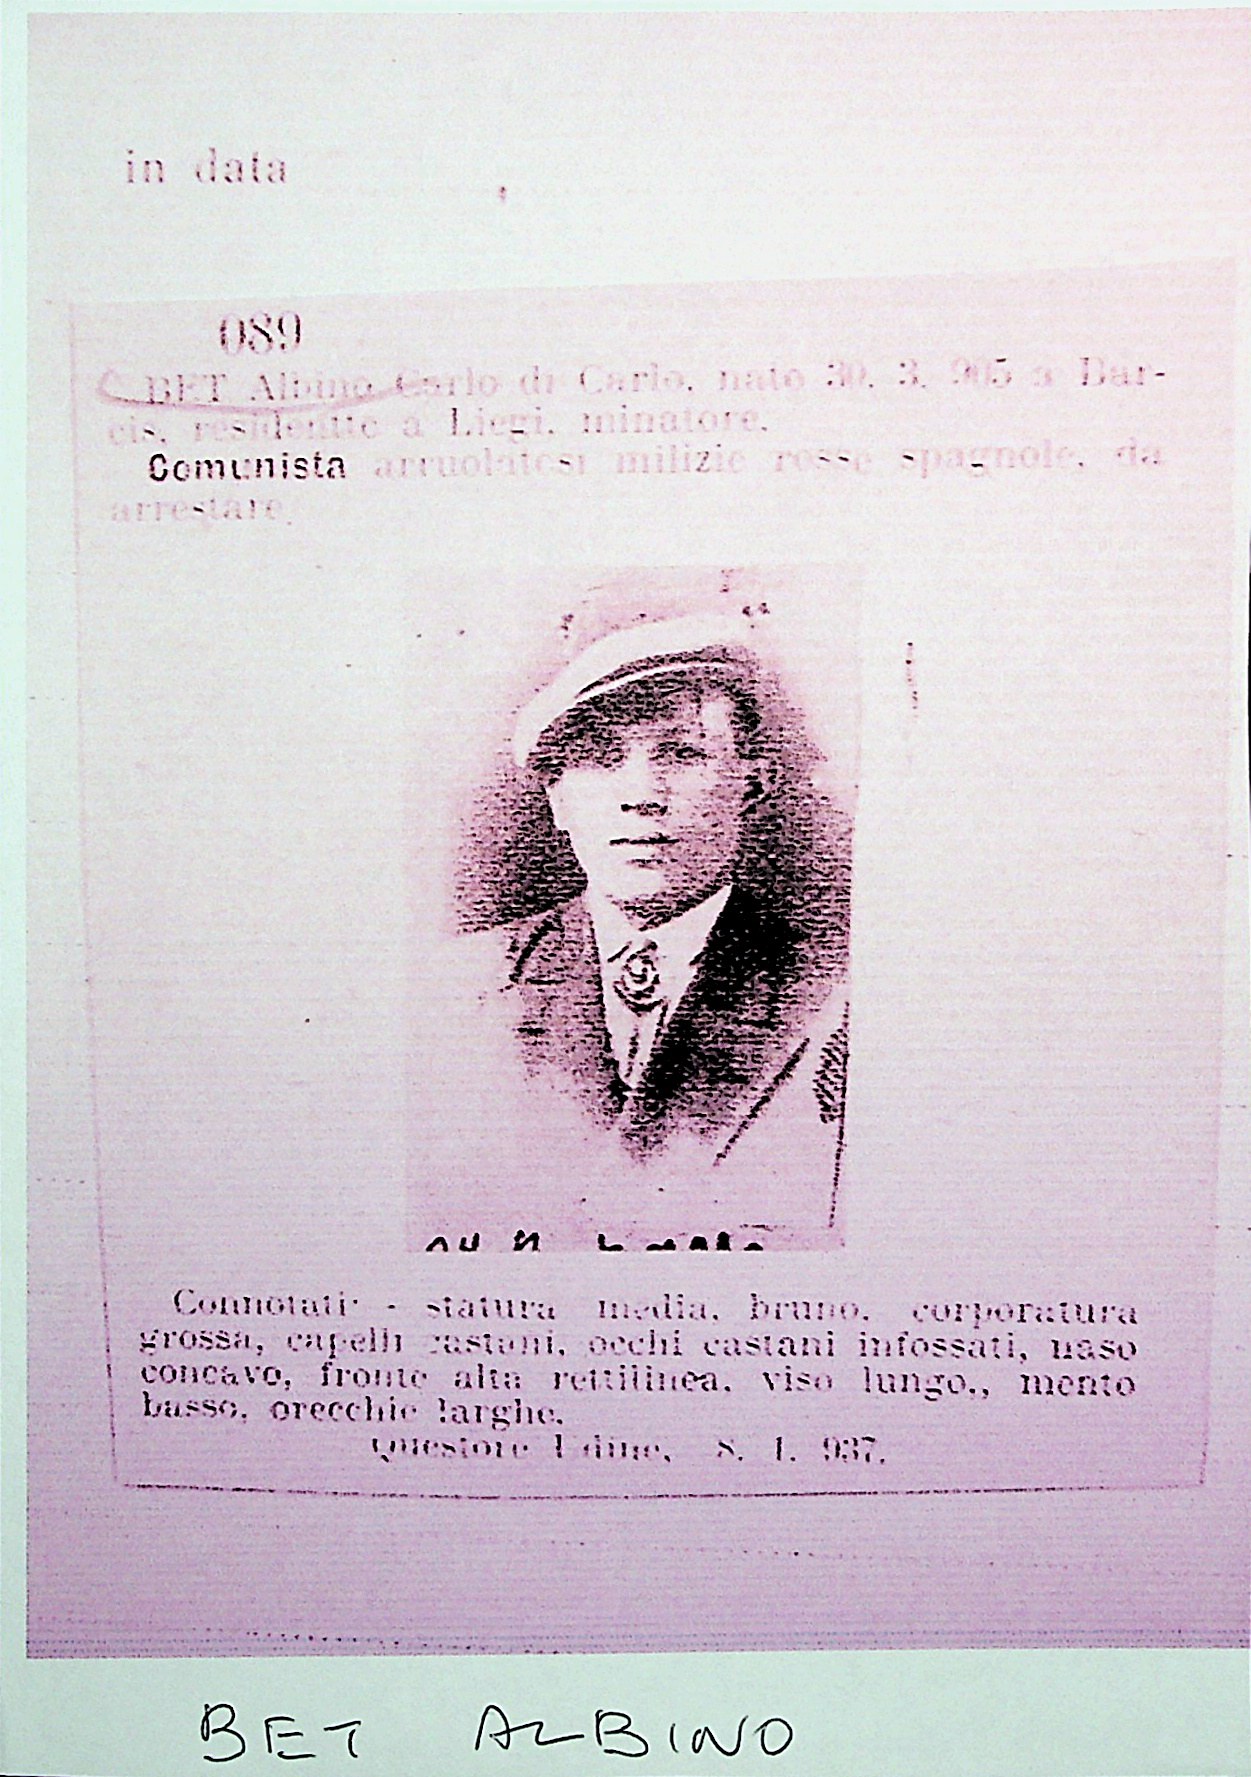 in data
089
BET Albino Carlo di Carlo, nato 30. 3. 905 a Bar-
cis, residentte a Liegi, minatore.
Comunista arruolatosi milizie rosse spagnole, da
arrestare.
Connotati: - statura media, bruno, corporatura
grossa, capelli castani, occhi castani infossati, naso
concavo, fronte alta rettilinea, viso lungo,, mento
basso, orecchie larghe.
Questore Udine, 8. 1. 937.
BET ALBINO